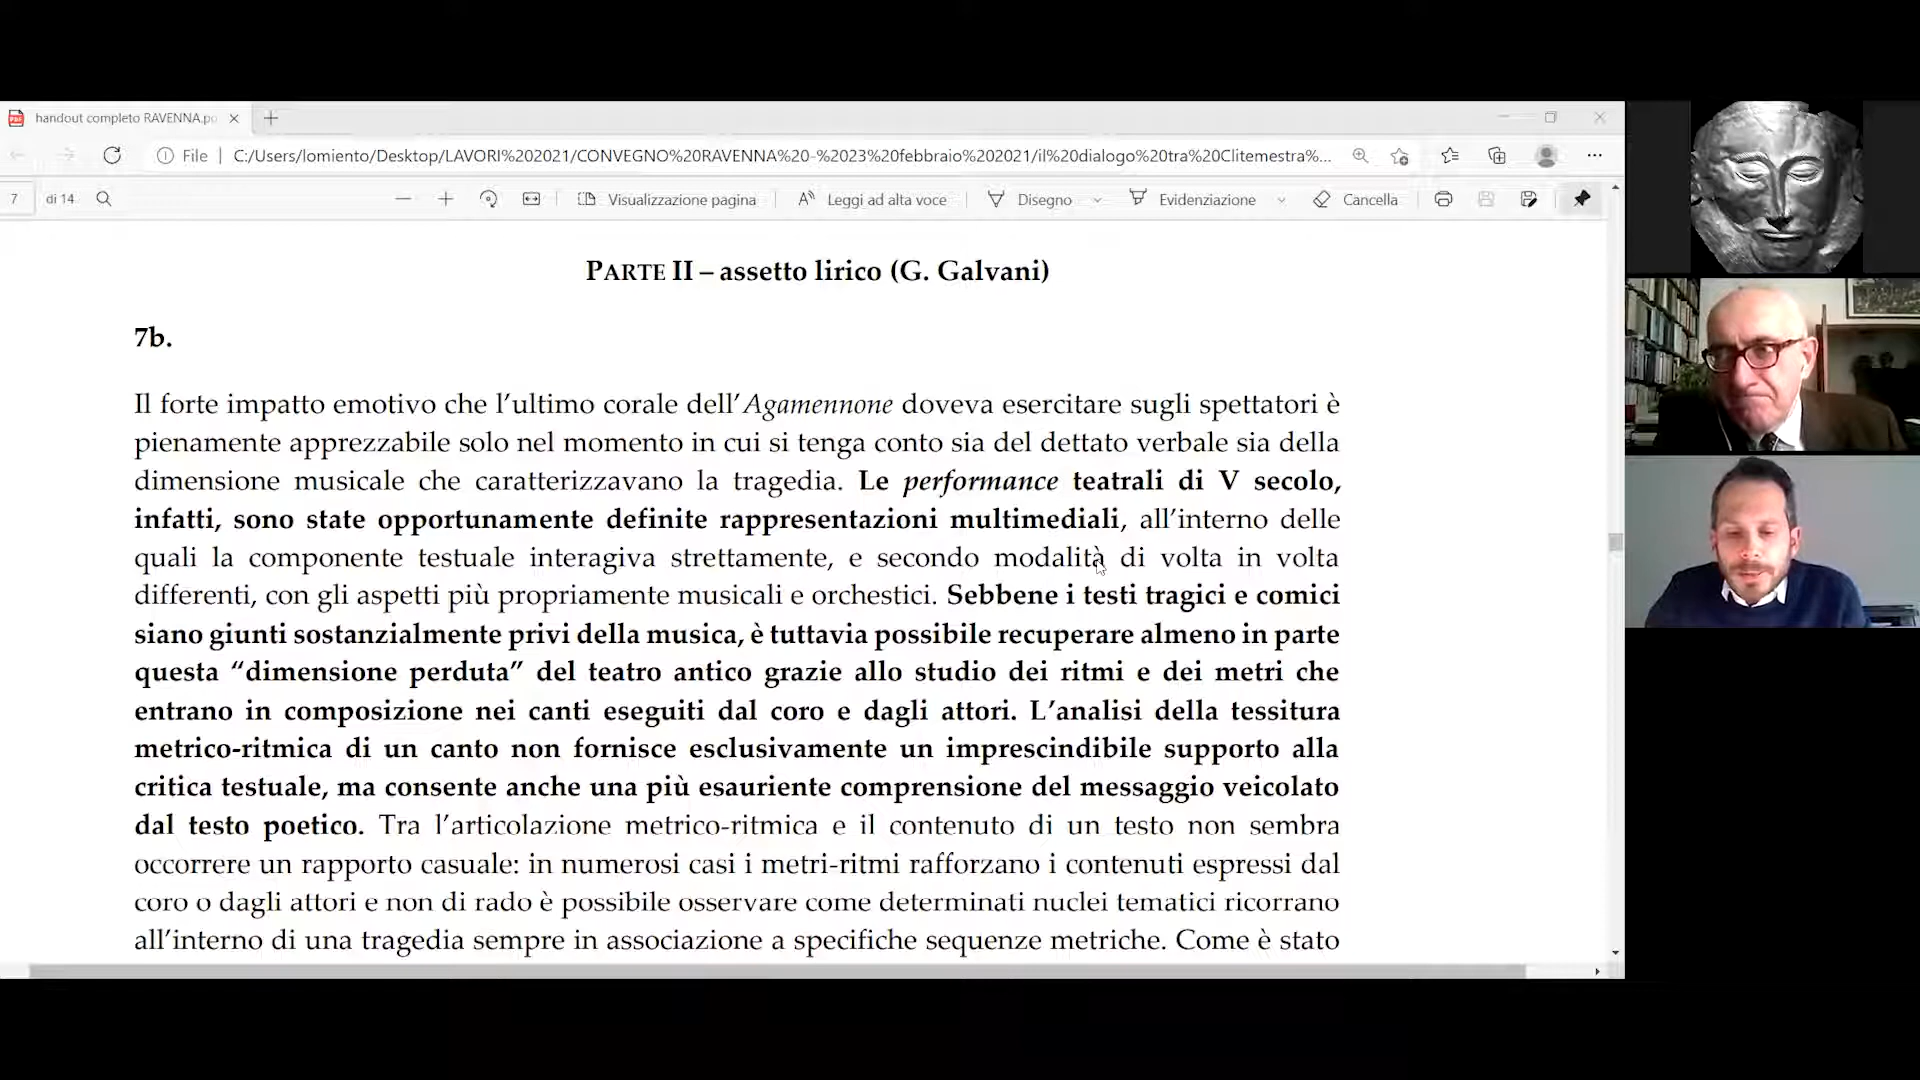 handout completo RAVENNA.po
File
C:/Users/lomiento/Desktop/LAVORI%202021/CONVEGNO%20RAVENNA%20-%2023%20febbraio%202021/il%20dialogo%20tra%20Clitemestra%...
7 di 14
Visualizzazione pagina
Leggi ad alta voce
Disegno
Evidenziazione
Cancella
PARTE II – assetto lirico (G. Galvani)
7b.
Il forte impatto emotivo che l’ultimo corale dell’Agamennone doveva esercitare sugli spettatori è
pienamente apprezzabile solo nel momento in cui si tenga conto sia del dettato verbale sia della
dimensione musicale che caratterizzavano la tragedia. Le performance teatrali di V secolo,
infatti, sono state opportunamente definite rappresentazioni multimediali, all’interno delle
quali la componente testuale interagiva strettamente, e secondo modalità di volta in volta
differenti, con gli aspetti più propriamente musicali e orchestici. Sebbene i testi tragici e comici
siano giunti sostanzialmente privi della musica, è tuttavia possibile recuperare almeno in parte
questa “dimensione perduta” del teatro antico grazie allo studio dei ritmi e dei metri che
entrano in composizione nei canti eseguiti dal coro e dagli attori. L’analisi della tessitura
metrico-ritmica di un canto non fornisce esclusivamente un imprescindibile supporto alla
critica testuale, ma consente anche una più esauriente comprensione del messaggio veicolato
dal testo poetico. Tra l’articolazione metrico-ritmica e il contenuto di un testo non sembra
occorrere un rapporto casuale: in numerosi casi i metri-ritmi rafforzano i contenuti espressi dal
coro o dagli attori e non di rado è possibile osservare come determinati nuclei tematici ricorrano
all’interno di una tragedia sempre in associazione a specifiche sequenze metriche. Come è stato